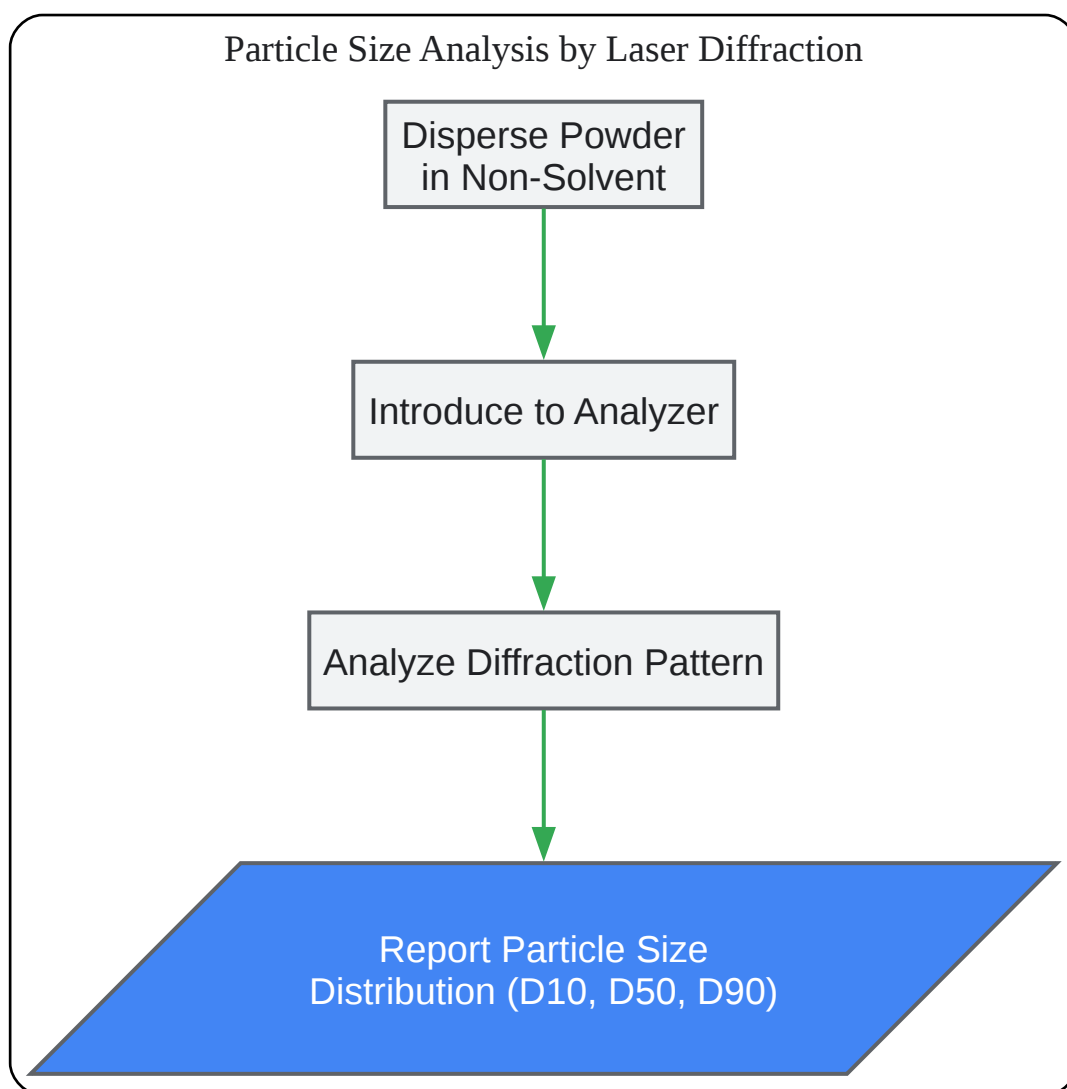 Particle Size Analysis by Laser Diffraction
Disperse Powder
in Non-Solvent
Introduce to Analyzer
Analyze Diffraction Pattern
Report Particle Size
Distribution (D10, D50, D90)